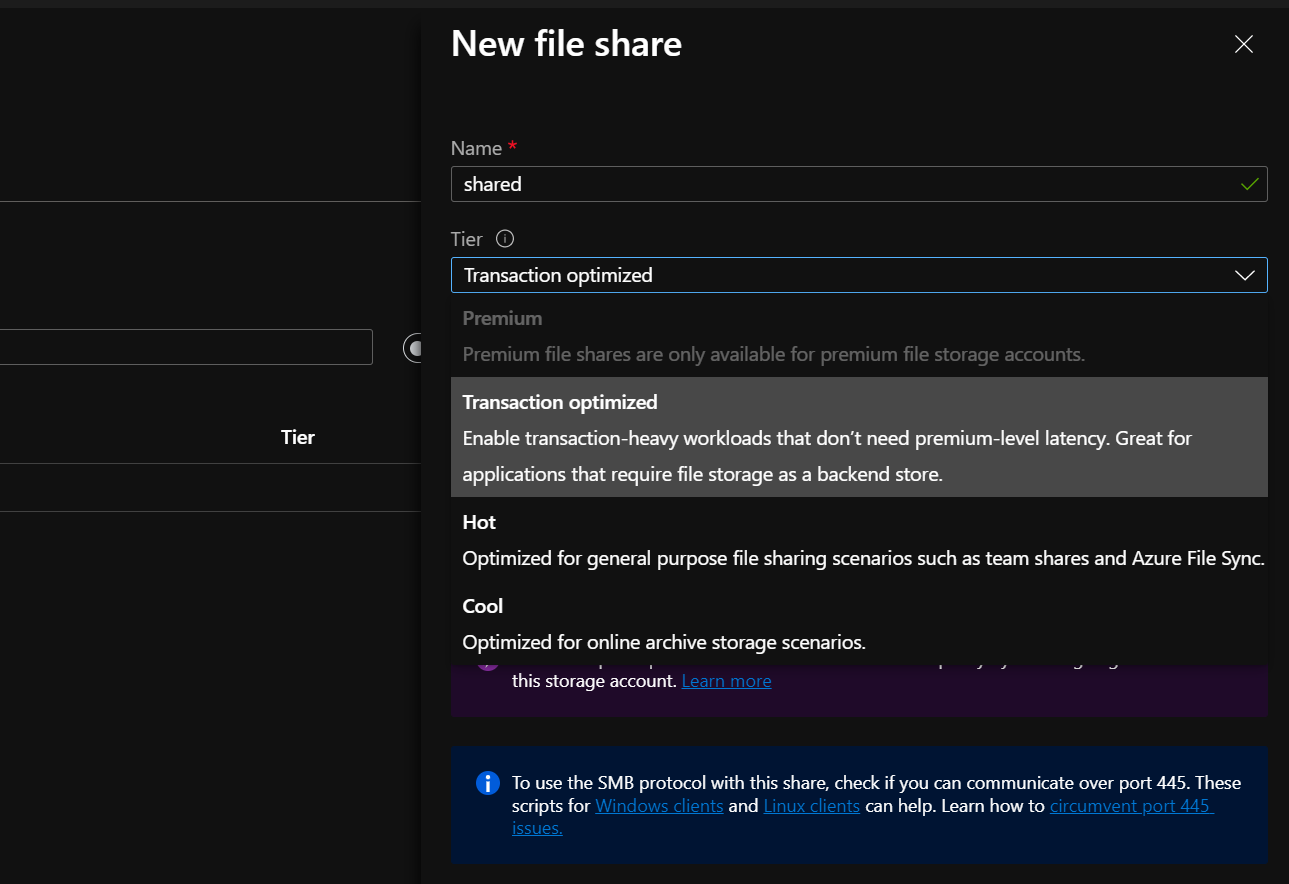 New file share
Name *
shared
Tier
Transaction optimized
Premium
Premium file shares are only available for premium file storage accounts.
Tier
Transaction optimized
Enable transaction-heavy workloads that don’t need premium-level latency. Great for
applications that require file storage as a backend store.
Hot
Optimized for general purpose file sharing scenarios such as team shares and Azure File Sync.
Cool
Optimized for online archive storage scenarios.
this storage account. Learn more
To use the SMB protocol with this share, check if you can communicate over port 445. These
scripts for Windows clients and Linux clients can help. Learn how to circumvent port 445
issues.